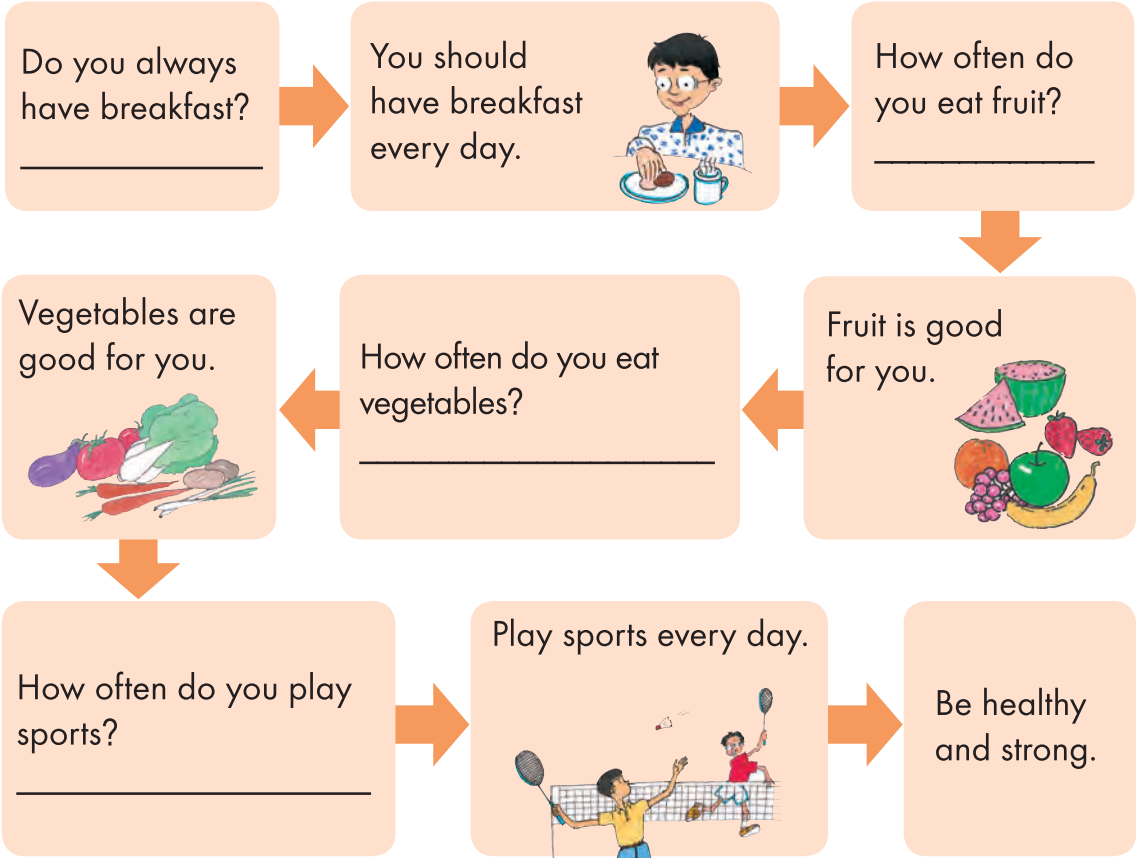 Do you always
have breakfast?
You should
have breakfast
every day.
How often do
you eat fruit?
Fruit is good
for you.
How often do you eat
vegetables?
Vegetables are
good for you.
How often do you play
sports?
Play sports every day.
Be healthy
and strong.